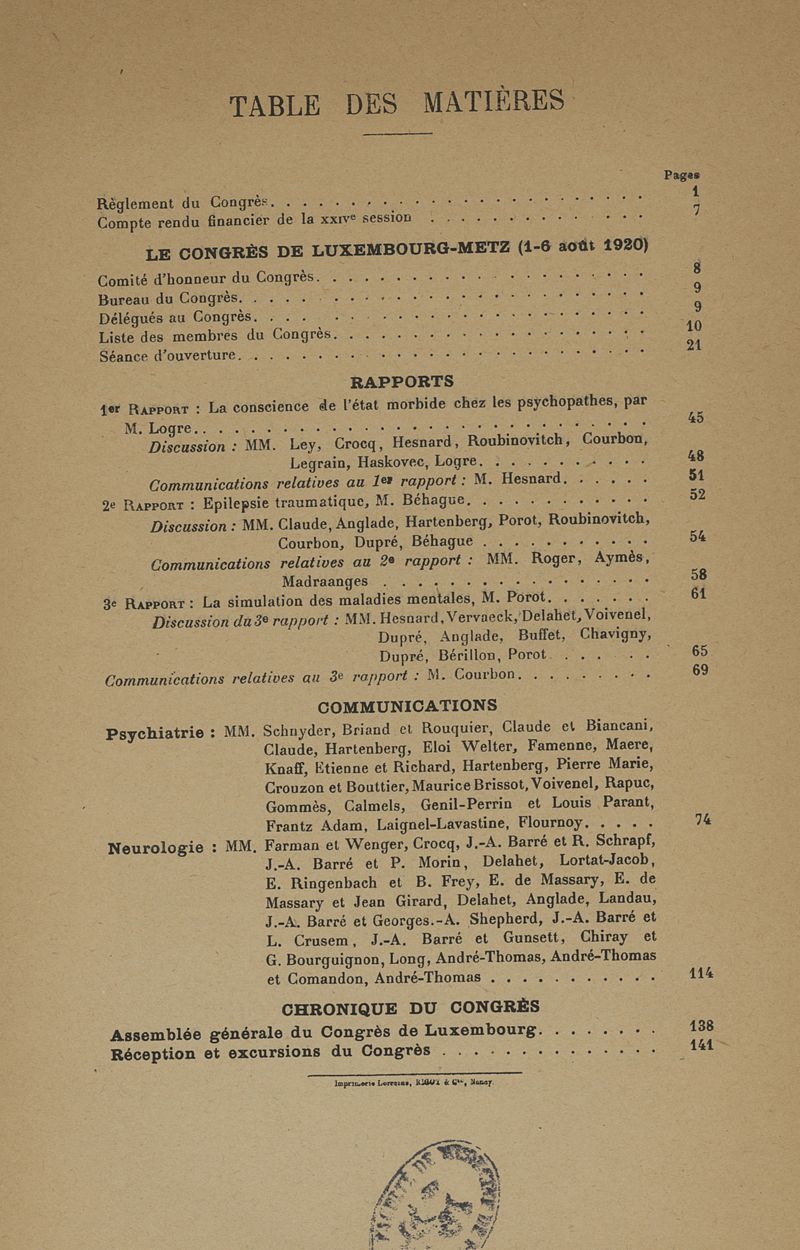 TABLE DES MATIÈRES
Pages
Règlement du Congrès. . . . . . . . . . . . . . . . . . . . . . . 1
Compte rendu financier de la XXIVe session . . . . . . . . . . . . . 7
LE CONGRÈS DE LUXEMBOURG-METZ (1-6 août 1920)
Comité d'honneur du Congrès. . . . . . . . . . . . . . . . . . . . 8
Bureau du Congrès. . . . . . . . . . . . . . . . . . . . . . . . . 9
Délégués au Congrès. . . . . . . . . . . . . . . . . . . . . . . . 9
Liste des membres du Congrès. . . . . . . . . . . . . . . . . . . 10
Séance d'ouverture. . . . . . . . . . . . . . . . . . . . . . . . . 21
RAPPORTS
1er RAPPORT : La conscience de l'état morbide chez les psychopathes, par
M. Logre. . . . . . . . . . . . . . . . . . . . . . . . . . . . 45
Discussion : MM. Ley, Crocq, Hesnard, Roubinovitch, Courbon,
Legrain, Haskovec, Logre. . . . . . . . . . . 48
Communications relatives au 1er rapport : M. Hesnard. . . . . . 51
2e RAPPORT : Epilepsie traumatique, M. Béhague. . . . . . . . . . . . 52
Discussion : MM. Claude, Anglade, Hartenberg, Porot, Roubinovitch,
Courbon, Dupré, Béhague . . . . . . . . . . . 54
Communications relatives au 2e rapport : MM. Roger, Aymès,
Madraanges . . . . . . . . . . . . . . . . . 58
3e RAPPORT : La simulation des maladies mentales, M. Porot. . . . . . . 61
Discussion du 3e rapport : MM. Hesnard, Vervaeck, Delahet, Voivenel,
Dupré, Anglade, Buffet, Chavigny,
Dupré, Bérillon, Porot . . . . . . 65
Communications relatives au 3e rapport : M. Courbon. . . . . . . . . 69
COMMUNICATIONS
Psychiatrie : MM. Schnyder, Briand et Rouquier, Claude et Biancani,
Claude, Hartenberg, Eloi Welter, Famenne, Maere,
Knaff, Etienne et Richard, Hartenberg, Pierre Marie,
Crouzon et Bouttier, Maurice Brissot, Voivenel, Rapuc,
Gommès, Calmels, Genil-Perrin et Louis Parant,
Frantz Adam, Laignel-Lavastine, Flournoy. . . . . 74
Neurologie : MM. Farman et Wenger, Crocq, J.-A. Barré et R. Schrapf,
J.-A. Barré et P. Morin, Delahet, Lortat-Jacob,
E. Ringenbach et B. Frey, E. de Massary, E. de
Massary et Jean Girard, Delahet, Anglade, Landau,
J.-A. Barré et Georges.-A. Shepherd, J.-A. Barré et
L. Crusem, J.-A. Barré et Gunsett, Chiray et
G. Bourguignon, Long, André-Thomas, André-Thomas
et Comandon, André-Thomas . . . . . . . . . . . 114
CHRONIQUE DU CONGRÈS
Assemblée générale du Congrès de Luxembourg. . . . . . . . 138
Réception et excursions du Congrès . . . . . . . . . . . . . . 141
Imprimerie Lorraine, RIGOT & Cie, Nancy.